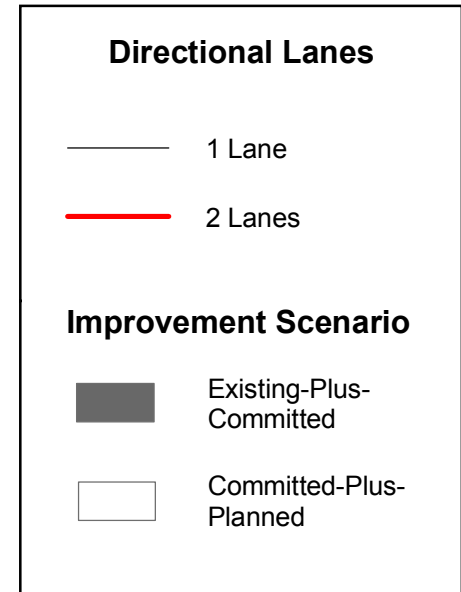 Directional Lanes
1 Lane
2 Lanes
Improvement Scenario
Existing-Plus-
Committed
Committed-Plus-
Planned